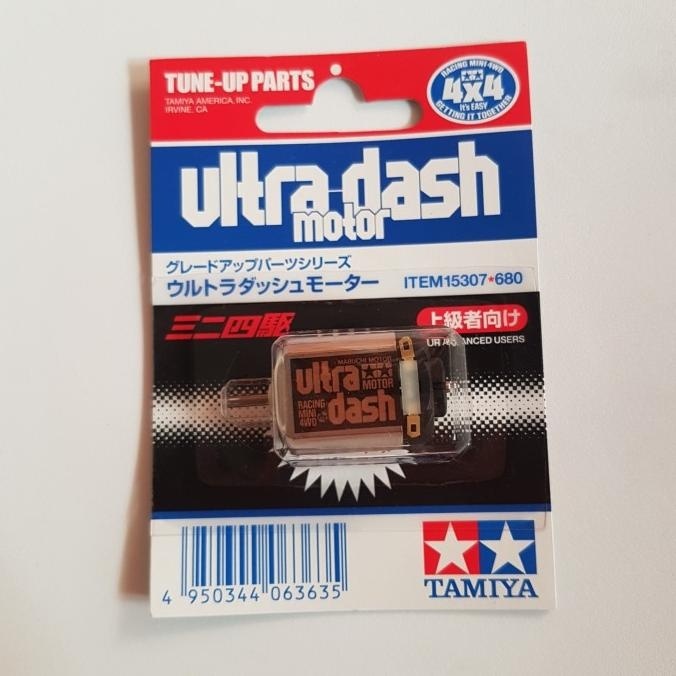 TUNE-UP PARTS
TAMIYA AMERICA, INC.
IRVINE, CA
RACING MINI 4WD
4x4
It's EASY
GETTING IT TOGETHER
ultra dash
motor
グレードアップパーツシリーズ
ウルトラダッシュモーター
ITEM15307*680
ミニ四駆
上級者向け
ADVANCED USERS
MABUCHI MOTOR
ultra
MOTOR
RACING
MINI
4WD
dash
4 950344 063635
TAMIYA